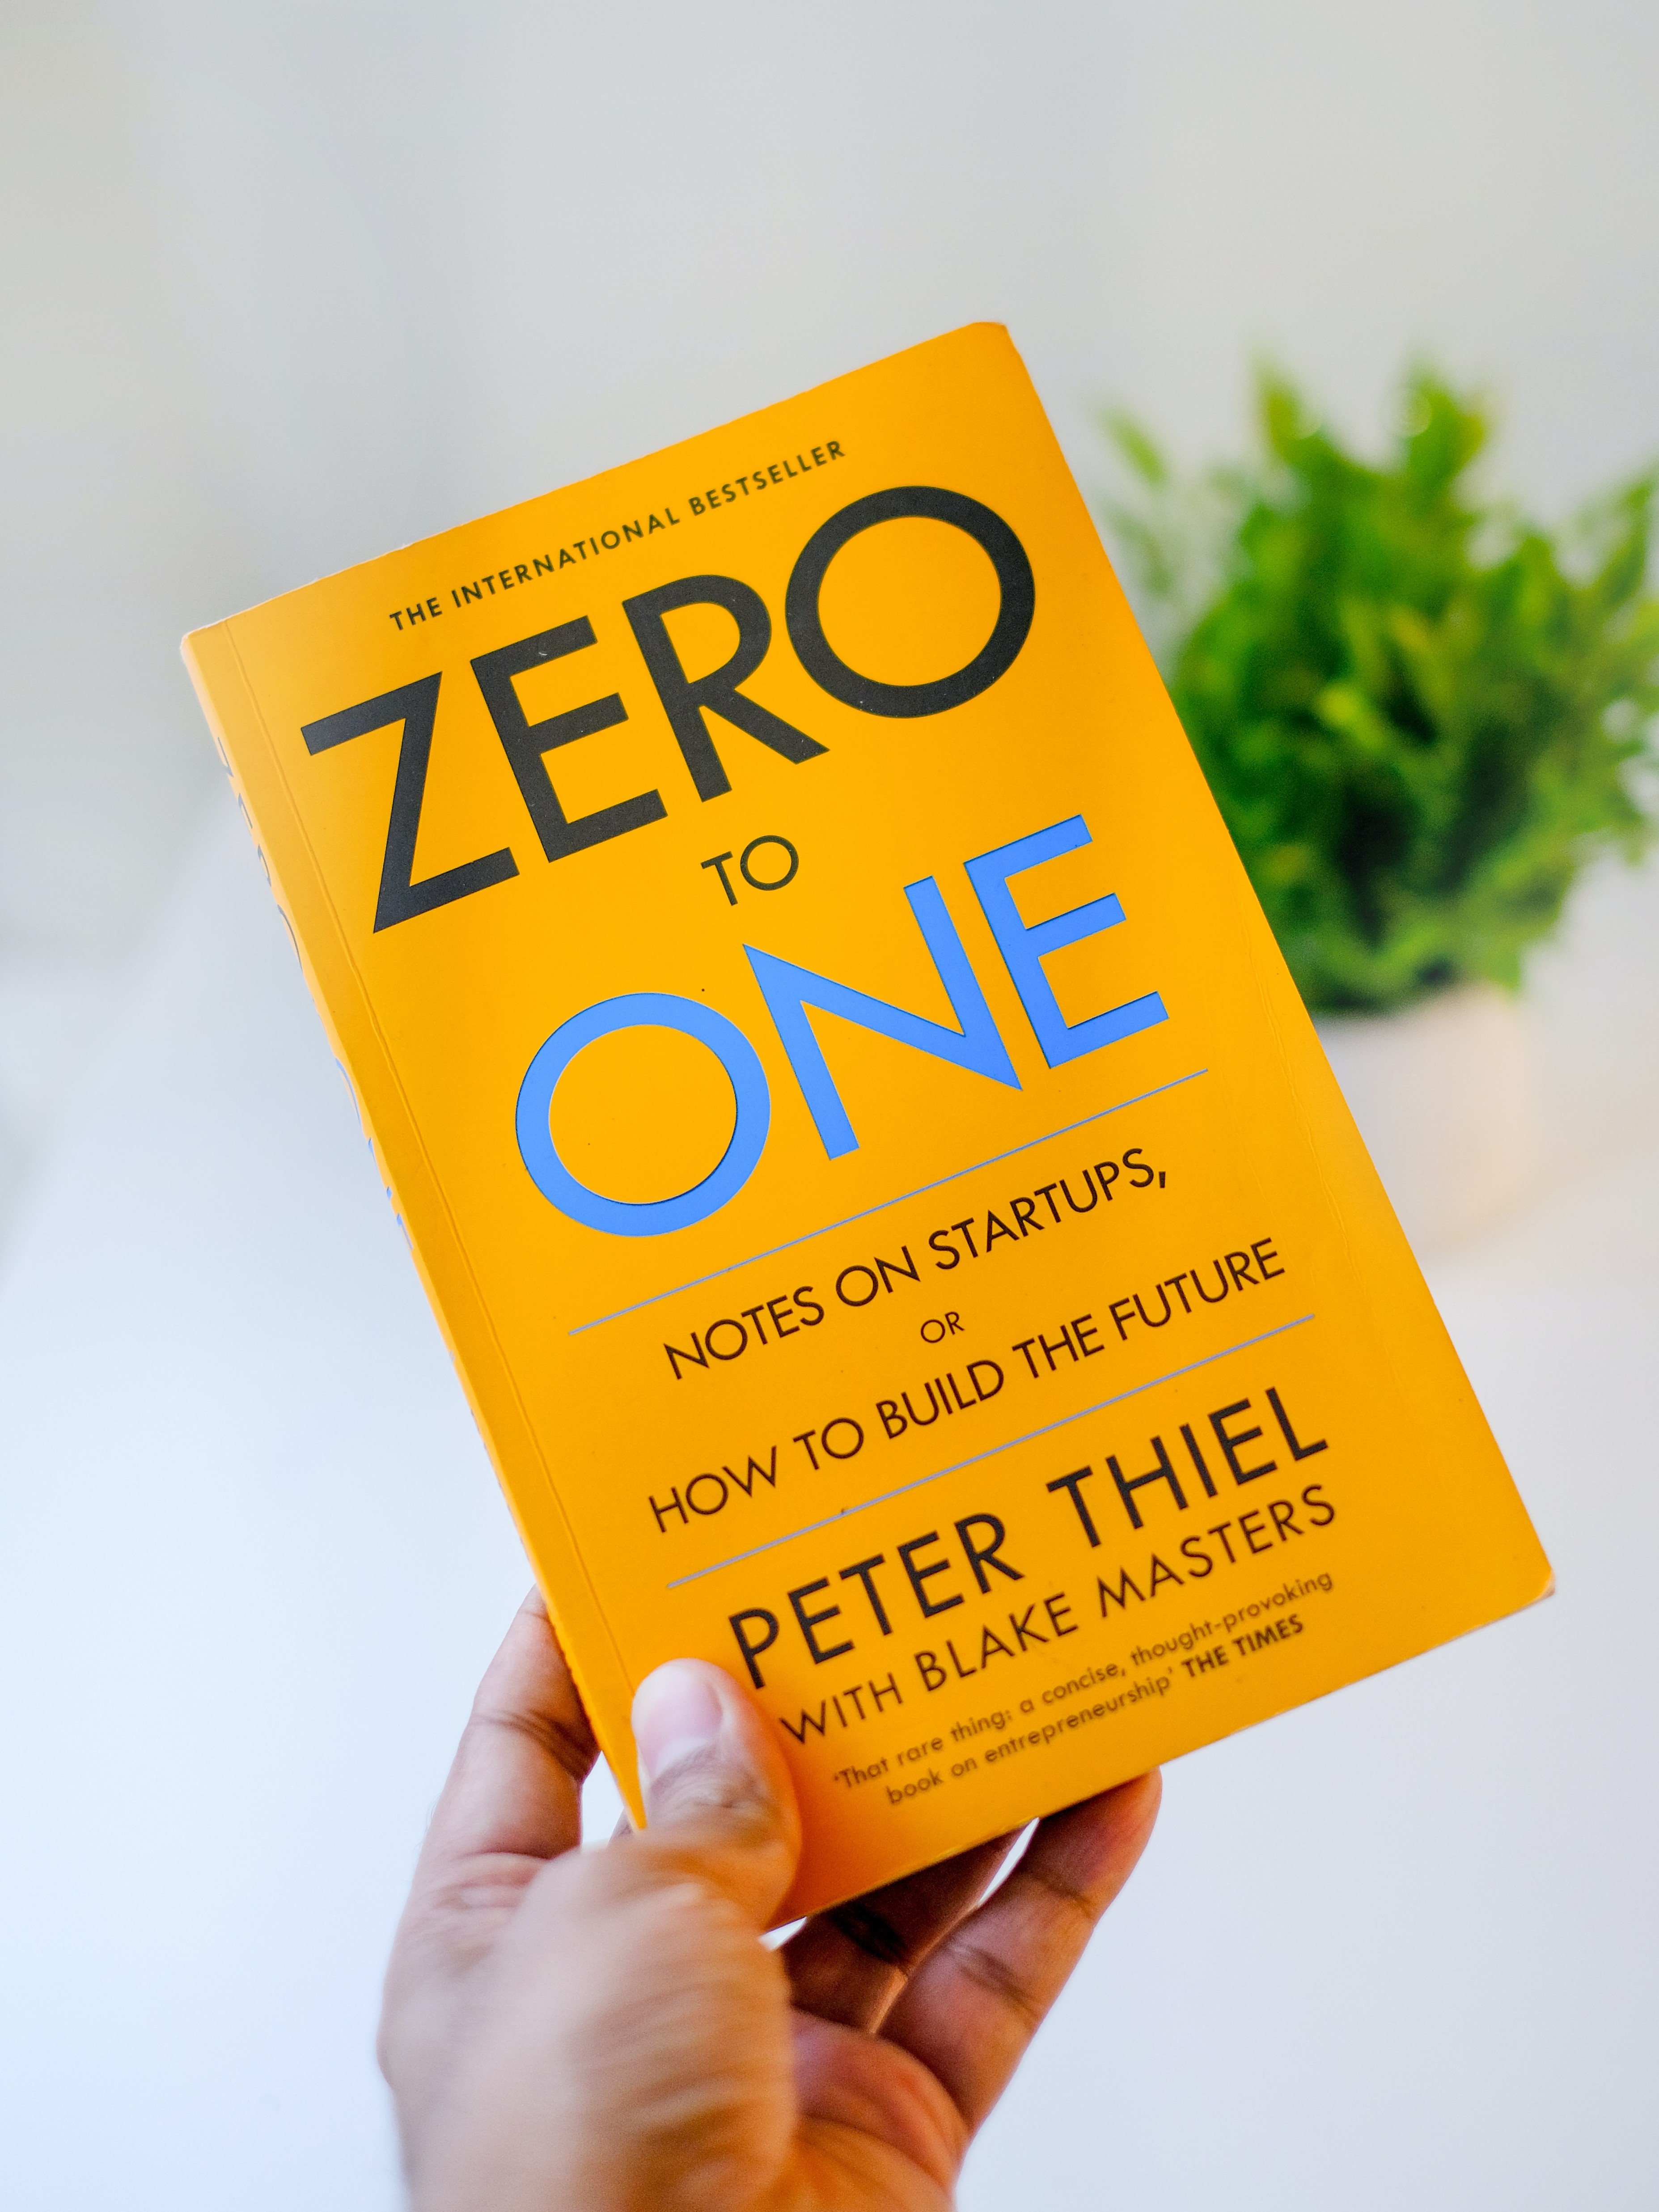 THE INTERNATIONAL BESTSELLER
ZERO
TO
ONE
NOTES ON STARTUPS,
OR
HOW TO BUILD THE FUTURE
PETER THIEL
WITH BLAKE MASTERS
‘That rare thing: a concise, thought-provoking
book on entrepreneurship’ THE TIMES